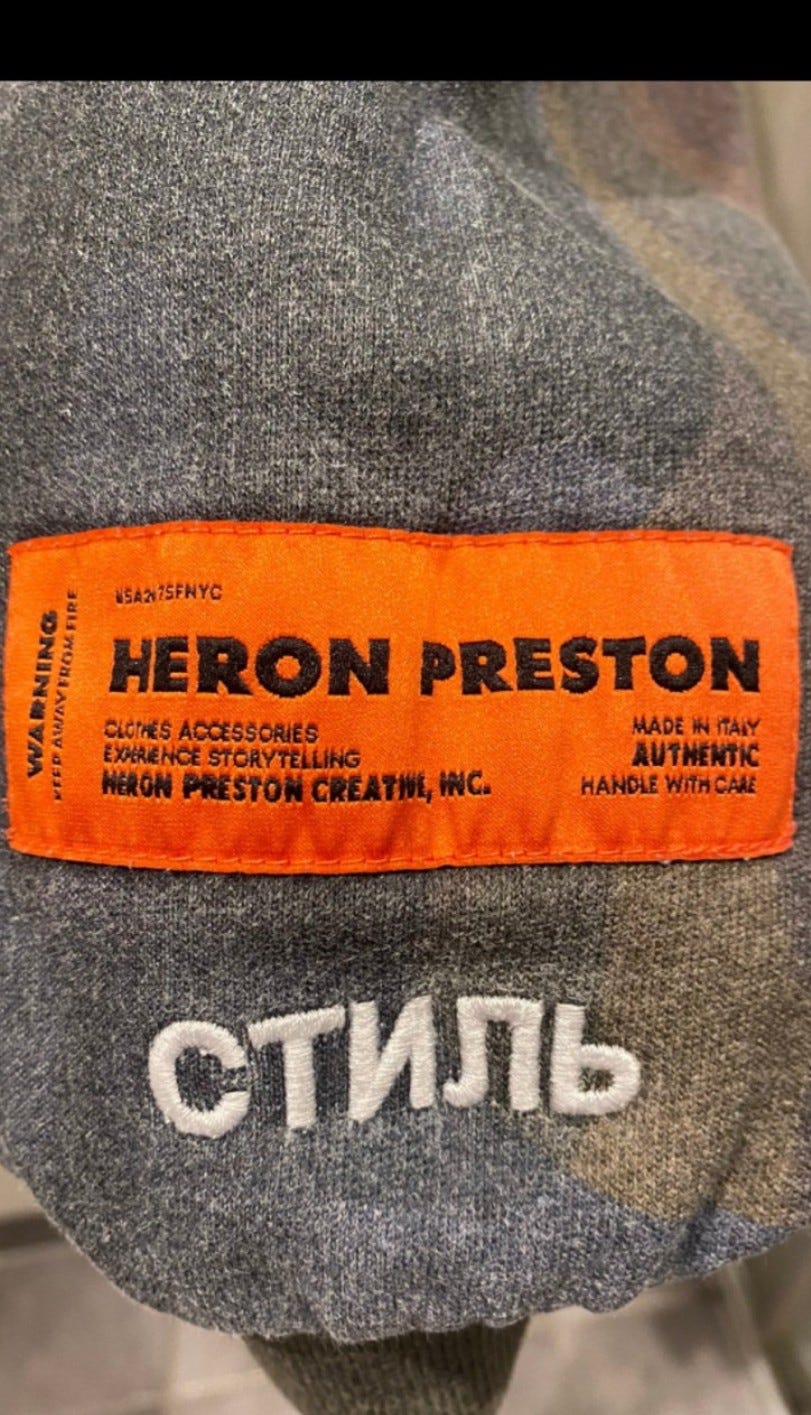 WARNING
KEEP AWAY FROM FIRE
HERON PRESTON
CLOTHES ACCESSORIES
EXPERIENCE STORYTELLING
HERON PRESTON CREATIVE, INC.
MADE IN ITALY
AUTHENTIC
HANDLE WITH CARE
СТИЛЬ